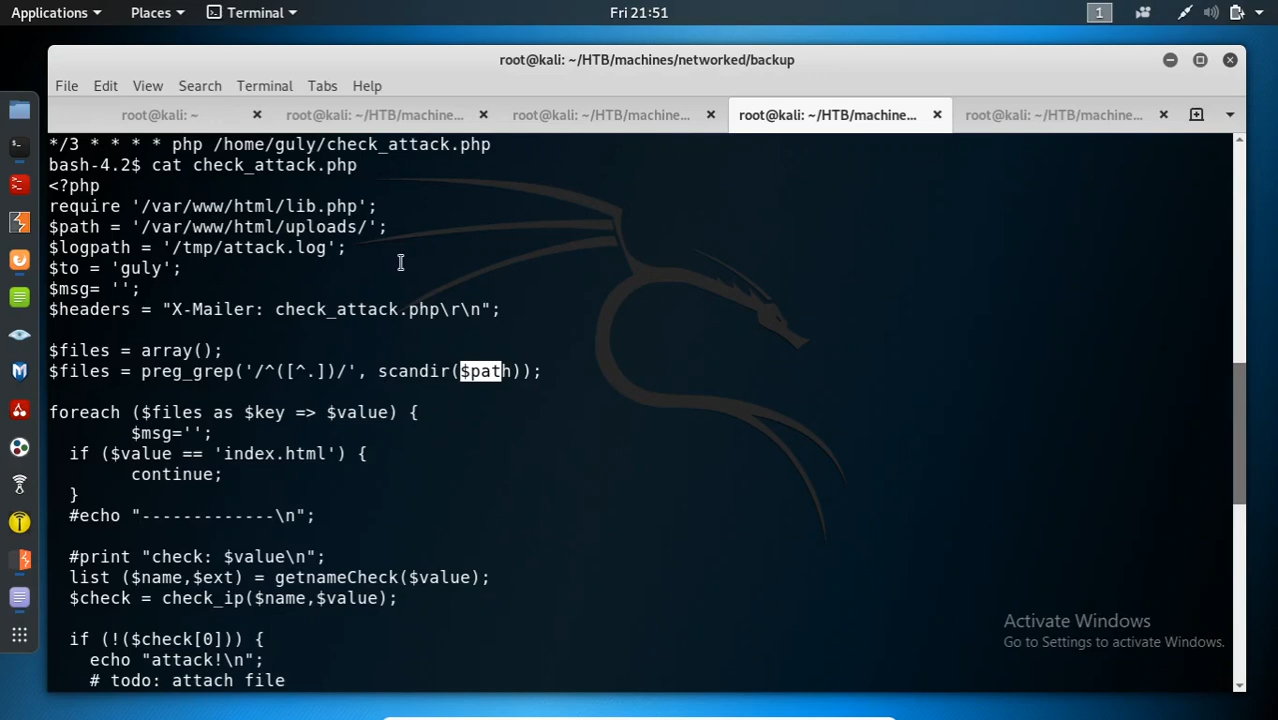 Applications Places Terminal Fri 21:51 1
root@kali: ~/HTB/machines/networked/backup
File Edit View Search Terminal Tabs Help
root@kali: ~ root@kali: ~/HTB/machine... root@kali: ~/HTB/machine... root@kali: ~/HTB/machine... root@kali: ~/HTB/machine...
*/3 * * * * php /home/guly/check_attack.php
bash-4.2$ cat check_attack.php
<?php
require '/var/www/html/lib.php';
$path = '/var/www/html/uploads/';
$logpath = '/tmp/attack.log';
$to = 'guly';
$msg= '';
$headers = "X-Mailer: check_attack.php\r\n";
$files = array();
$files = preg_grep('/^([^.])/', scandir($path));
foreach ($files as $key => $value) {
$msg='';
if ($value == 'index.html') {
continue;
}
#echo "-------------\n";
#print "check: $value\n";
list ($name,$ext) = getnameCheck($value);
$check = check_ip($name,$value);
if (!($check[0])) {
echo "attack!\n";
# todo: attach file
Activate Windows
Go to Settings to activate Windows.